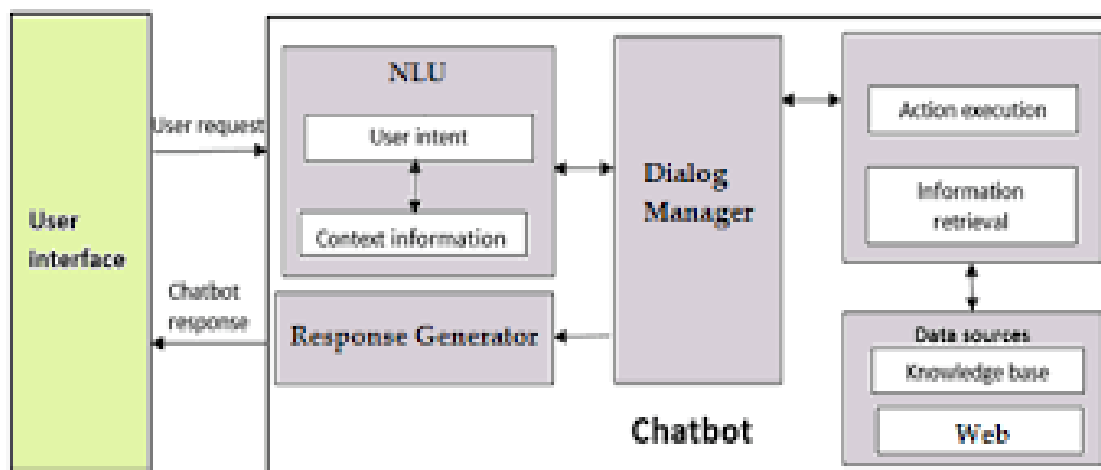 User request
User
interface
Chatbot
response
NLU
User intent
Context information
Response Generator
Dialog
Manager
Action execution
Information
retrieval
Data sources
Knowledge base
Web
Chatbot